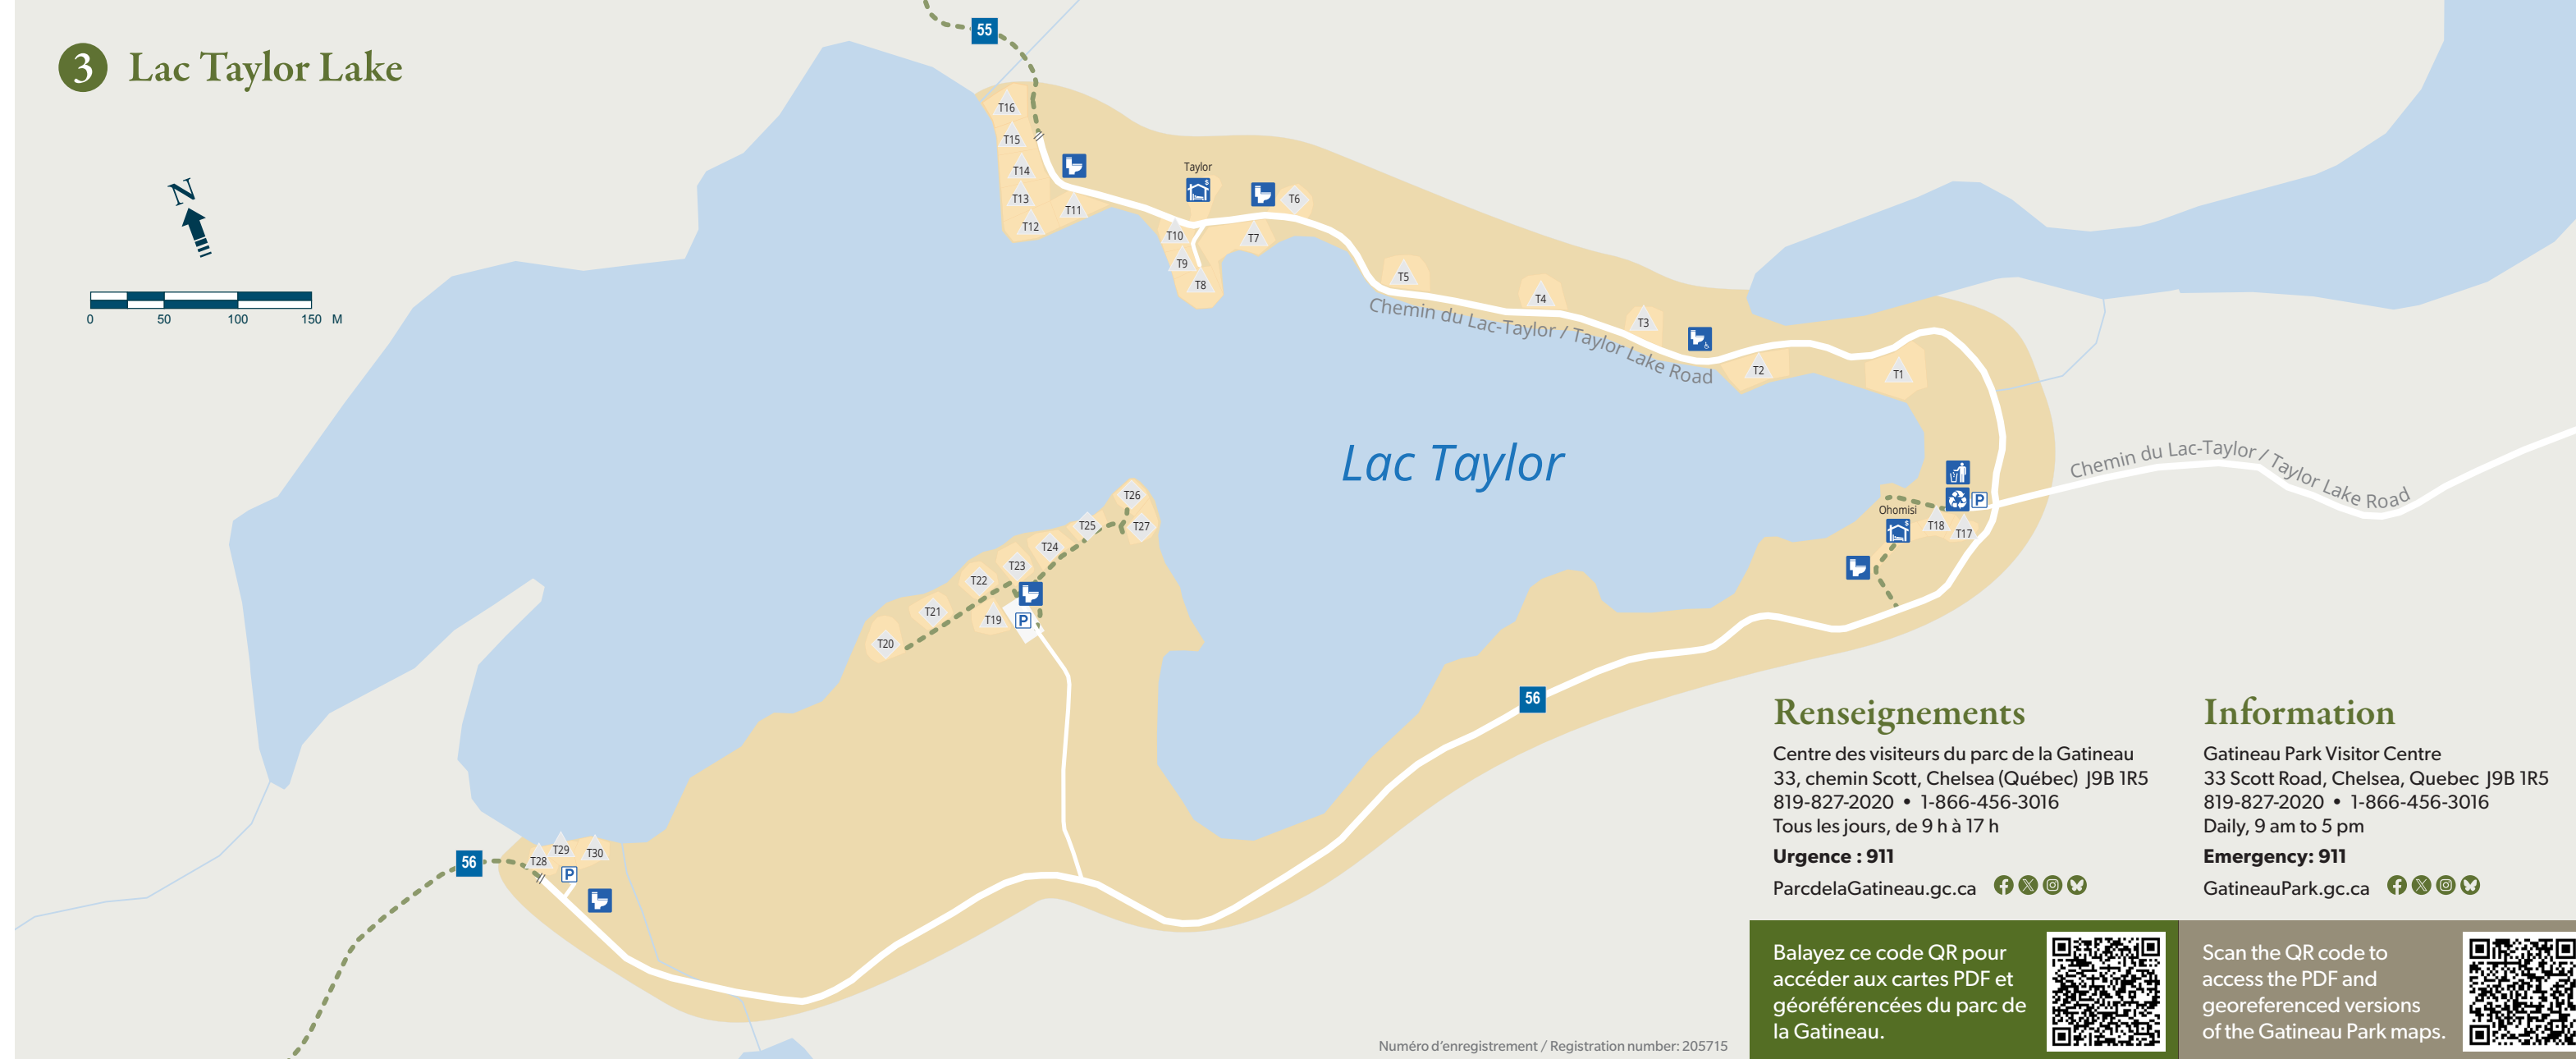 3 Lac Taylor Lake
N
0 50 100 150 M
55
T16
T15
T14
T13
T12
T11
Taylor
T10
T9
T8
T7
T6
T5
T4
T3
T2
T1
Chemin du Lac-Taylor / Taylor Lake Road
Lac Taylor
Chemin du Lac-Taylor / Taylor Lake Road
P
Ohomisi
T18
T17
T26
T25
T27
T24
T23
T22
T21
T19
T20
P
56
56
T28
T29
T30
P
Renseignements
Centre des visiteurs du parc de la Gatineau
33, chemin Scott, Chelsea (Québec) J9B 1R5
819-827-2020 • 1-866-456-3016
Tous les jours, de 9 h à 17 h
Urgence : 911
ParcdelaGatineau.gc.ca
Information
Gatineau Park Visitor Centre
33 Scott Road, Chelsea, Quebec J9B 1R5
819-827-2020 • 1-866-456-3016
Daily, 9 am to 5 pm
Emergency: 911
GatineauPark.gc.ca
Balayez ce code QR pour
accéder aux cartes PDF et
géoréférencées du parc de
la Gatineau.
Scan the QR code to
access the PDF and
georeferenced versions
of the Gatineau Park maps.
Numéro d'enregistrement / Registration number: 205715